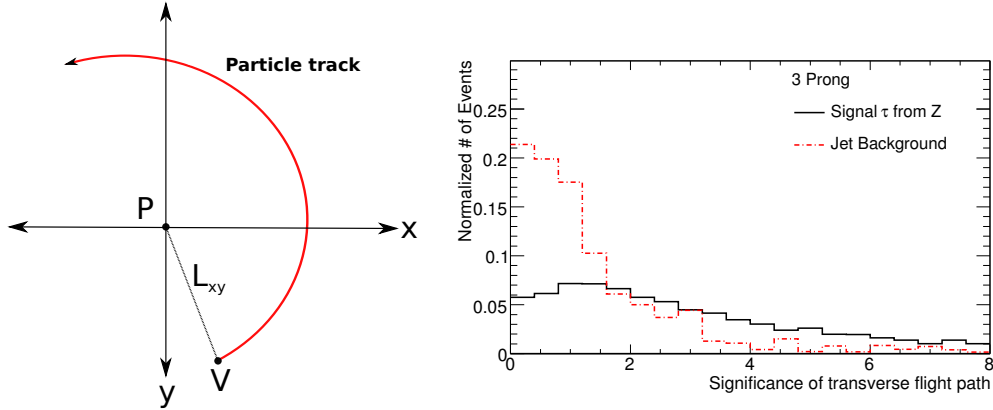 Particle track
P
x
L_xy
V
y
Normalized # of Events
0.25
0.2
0.15
0.1
0.05
0
0 2 4 6 8
Significance of transverse flight path
3 Prong
Signal τ from Z
Jet Background